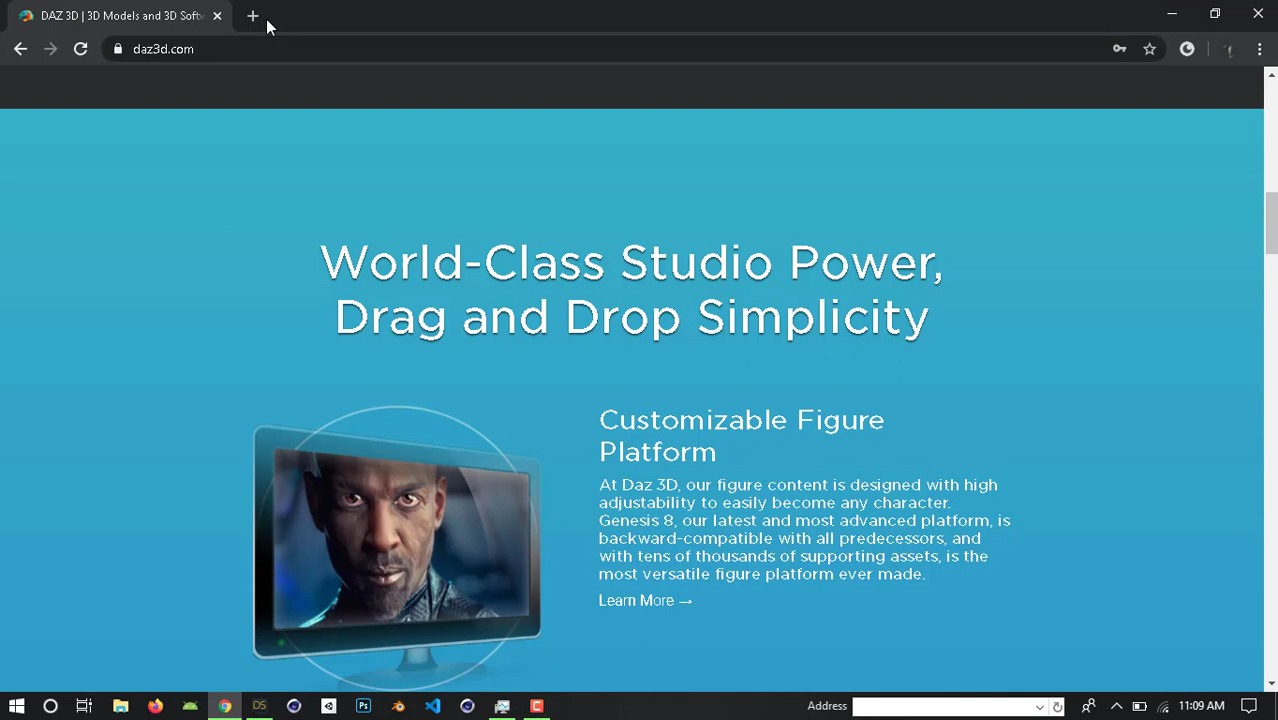 DAZ 3D | 3D Models and 3D Softw
daz3d.com
World-Class Studio Power,
Drag and Drop Simplicity
Customizable Figure
Platform
At Daz 3D, our figure content is designed with high
adjustability to easily become any character.
Genesis 8, our latest and most advanced platform, is
backward-compatible with all predecessors, and
with tens of thousands of supporting assets, is the
most versatile figure platform ever made.
Learn More →
DS
Ps
Address
11:09 AM